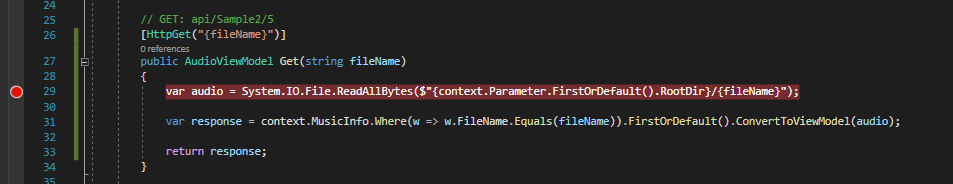 24
25 // GET: api/Sample2/5
26 [HttpGet("{fileName}")]
0 references
27 public AudioViewModel Get(string fileName)
28 {
29 var audio = System.IO.File.ReadAllBytes($"{context.Parameter.FirstOrDefault().RootDir}/{fileName}");
30
31 var response = context.MusicInfo.Where(w => w.FileName.Equals(fileName)).FirstOrDefault().ConvertToViewModel(audio);
32
33 return response;
34 }
35